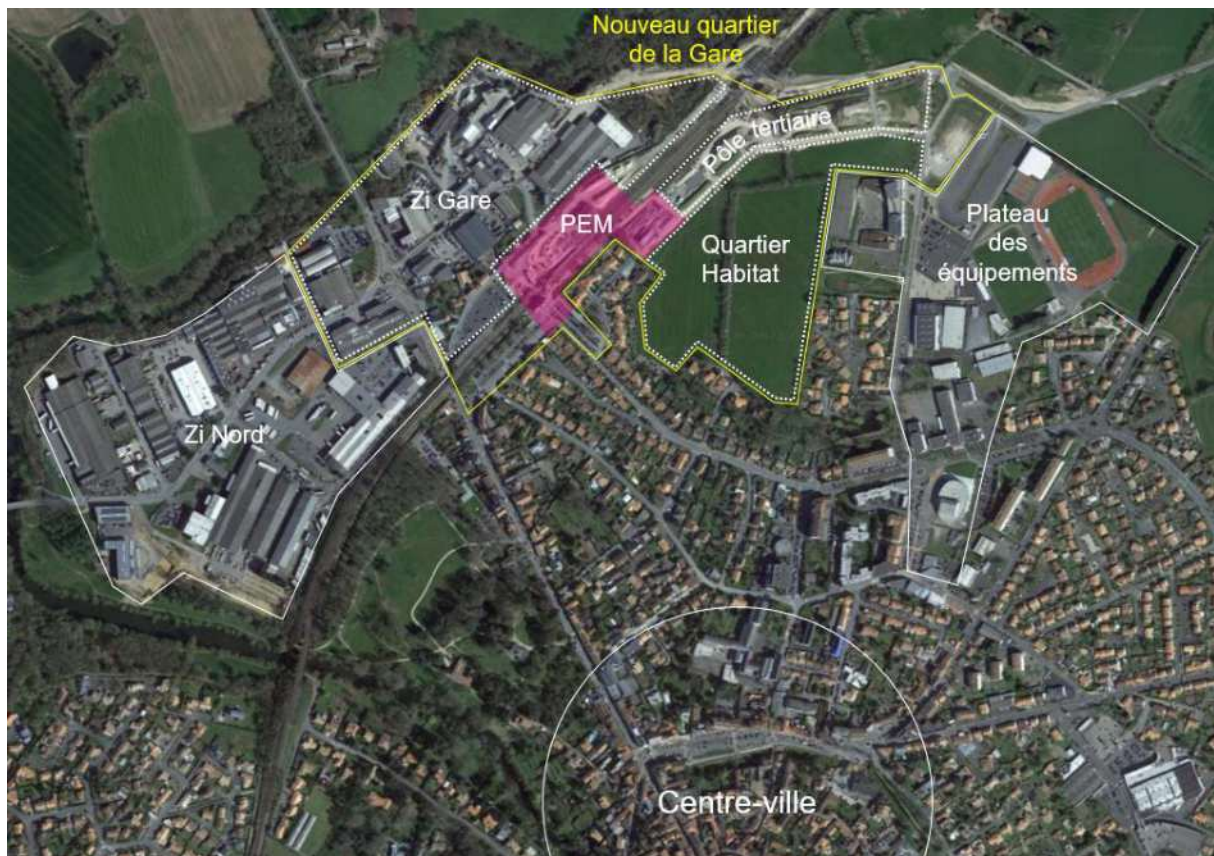 Nouveau quartier
de la Gare
Pôle tertiaire
Zi Gare
PEM
Quartier
Habitat
Plateau
des
équipements
Zi Nord
Centre-ville